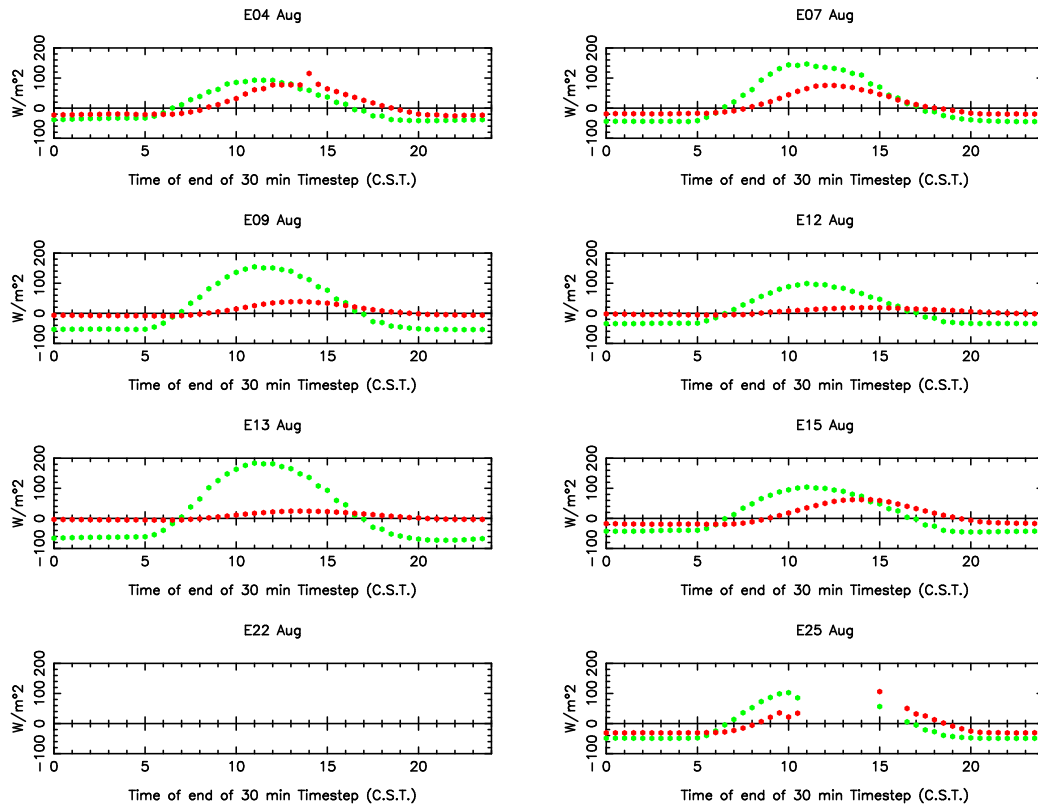 E04 Aug
E07 Aug
W/m°2
-100 0 100 200
0 5 10 15 20
Time of end of 30 min Timestep (C.S.T.)
W/m°2
-100 0 100 200
0 5 10 15 20
Time of end of 30 min Timestep (C.S.T.)
E09 Aug
E12 Aug
W/m°2
-100 0 100 200
0 5 10 15 20
Time of end of 30 min Timestep (C.S.T.)
W/m°2
-100 0 100 200
0 5 10 15 20
Time of end of 30 min Timestep (C.S.T.)
E13 Aug
E15 Aug
W/m°2
-100 0 100 200
0 5 10 15 20
Time of end of 30 min Timestep (C.S.T.)
W/m°2
-100 0 100 200
0 5 10 15 20
Time of end of 30 min Timestep (C.S.T.)
E22 Aug
E25 Aug
W/m°2
-100 0 100 200
0 5 10 15 20
Time of end of 30 min Timestep (C.S.T.)
W/m°2
-100 0 100 200
0 5 10 15 20
Time of end of 30 min Timestep (C.S.T.)